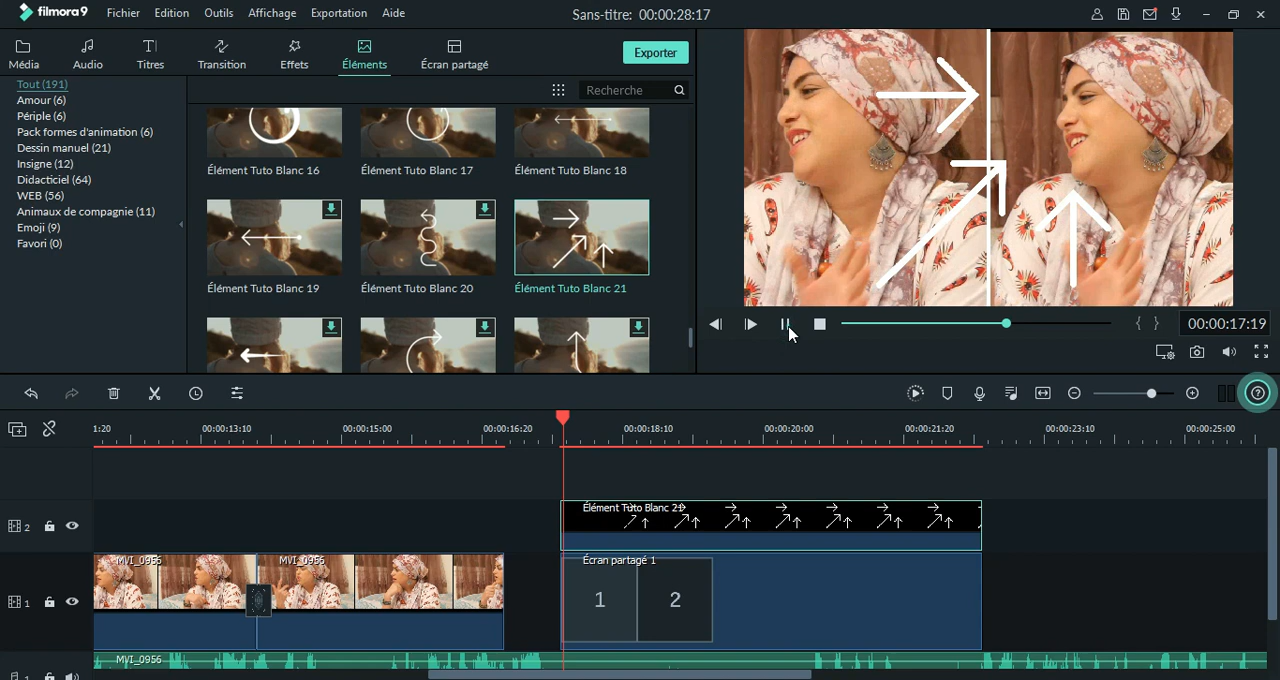 filmora9 Fichier Edition Outils Affichage Exportation Aide Sans-titre: 00:00:28:17
Média Audio Titres Transition Effets Éléments Écran partagé Exporter
Recherche
Tout (191)
Amour (6)
Périple (6)
Pack formes d'animation (6)
Dessin manuel (21)
Insigne (12)
Didacticiel (64)
WEB (56)
Animaux de compagnie (11)
Emoji (9)
Favori (0)
Élément Tuto Blanc 16 Élément Tuto Blanc 17 Élément Tuto Blanc 18
Élément Tuto Blanc 19 Élément Tuto Blanc 20 Élément Tuto Blanc 21
00:00:17:19
1:20 00:00:13:10 00:00:15:00 00:00:16:20 00:00:18:10 00:00:20:00 00:00:21:20 00:00:23:10 00:00:25:00
2 Élément Tuto Blanc 21
MVI_0956 MVI_0956 Écran partagé 1
1 1 2
MVI_0956
1